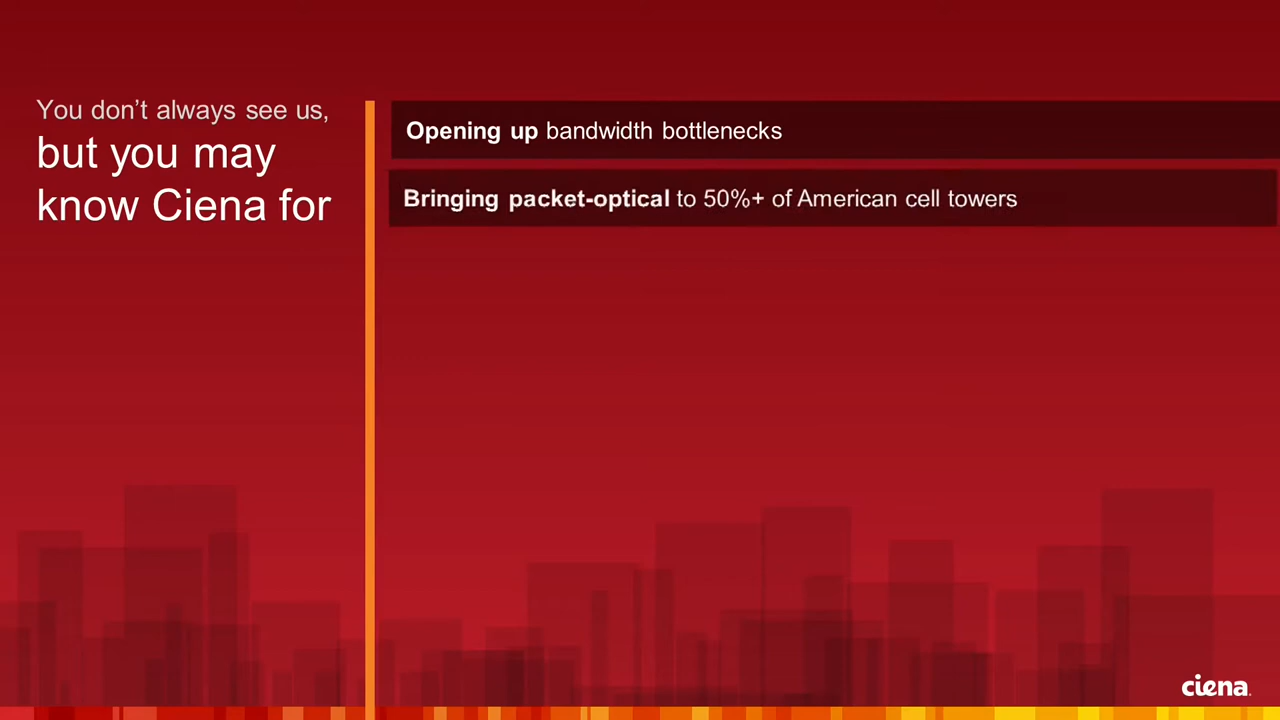 You don’t always see us,
but you may
know Ciena for
Opening up bandwidth bottlenecks
Bringing packet-optical to 50%+ of American cell towers
ciena